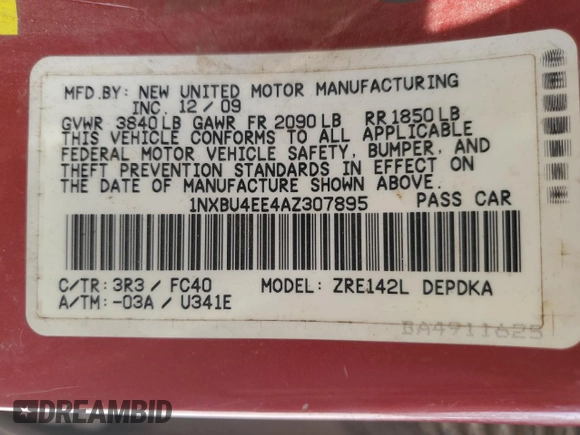 MFD.BY: NEW UNITED MOTOR MANUFACTURING
INC. 12 / 09
GVWR 3840 LB GAWR FR 2090 LB RR 1850 LB
THIS VEHICLE CONFORMS TO ALL APPLICABLE
FEDERAL MOTOR VEHICLE SAFETY, BUMPER, AND
THEFT PREVENTION STANDARDS IN EFFECT ON
THE DATE OF MANUFACTURE SHOWN ABOVE.
1NXBU4EE4AZ307895 PASS CAR
C/TR: 3R3 / FC40 MODEL: ZRE142L DEPDKA
A/TM: -03A / U341E
BA4911625
DREAMBID